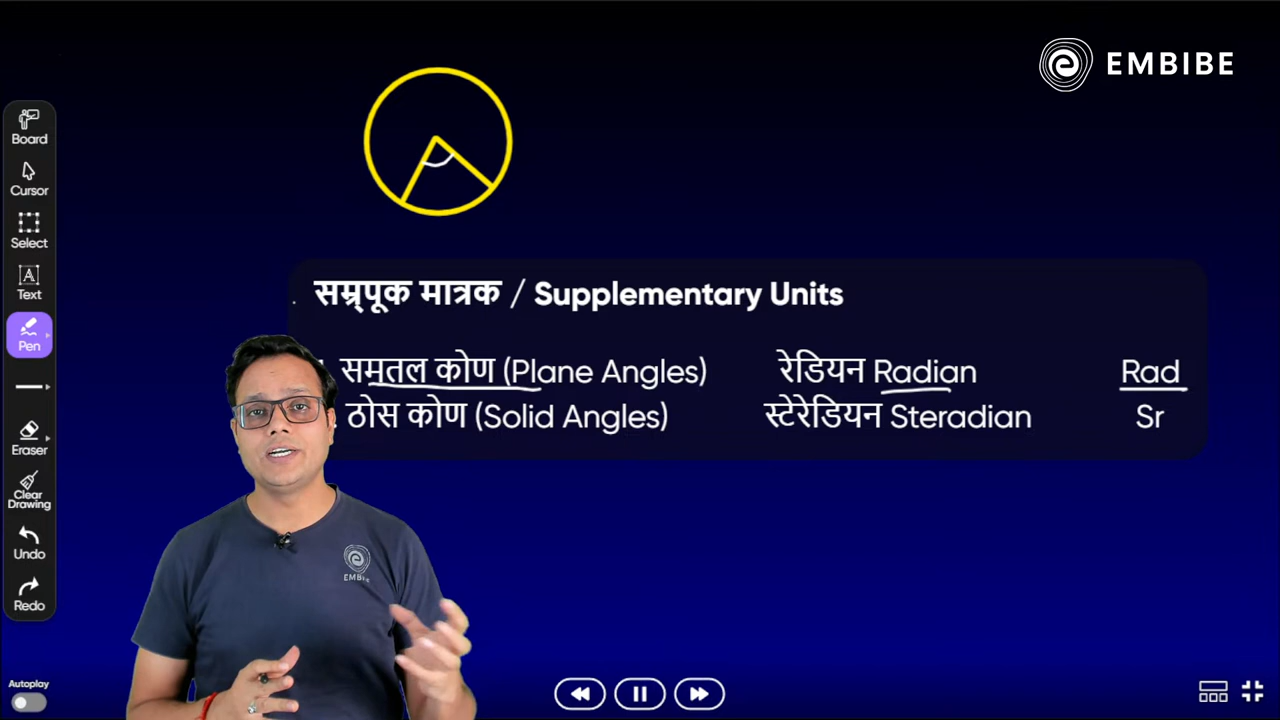 EMBIBE
Board
Cursor
Select
Text
Pen
Eraser
Clear
Drawing
Undo
Redo
Autoplay
सम्र्पूक मात्रक / Supplementary Units
समतल कोण (Plane Angles) रेडियन Radian Rad
ठोस कोण (Solid Angles) स्टेरेडियन Steradian Sr